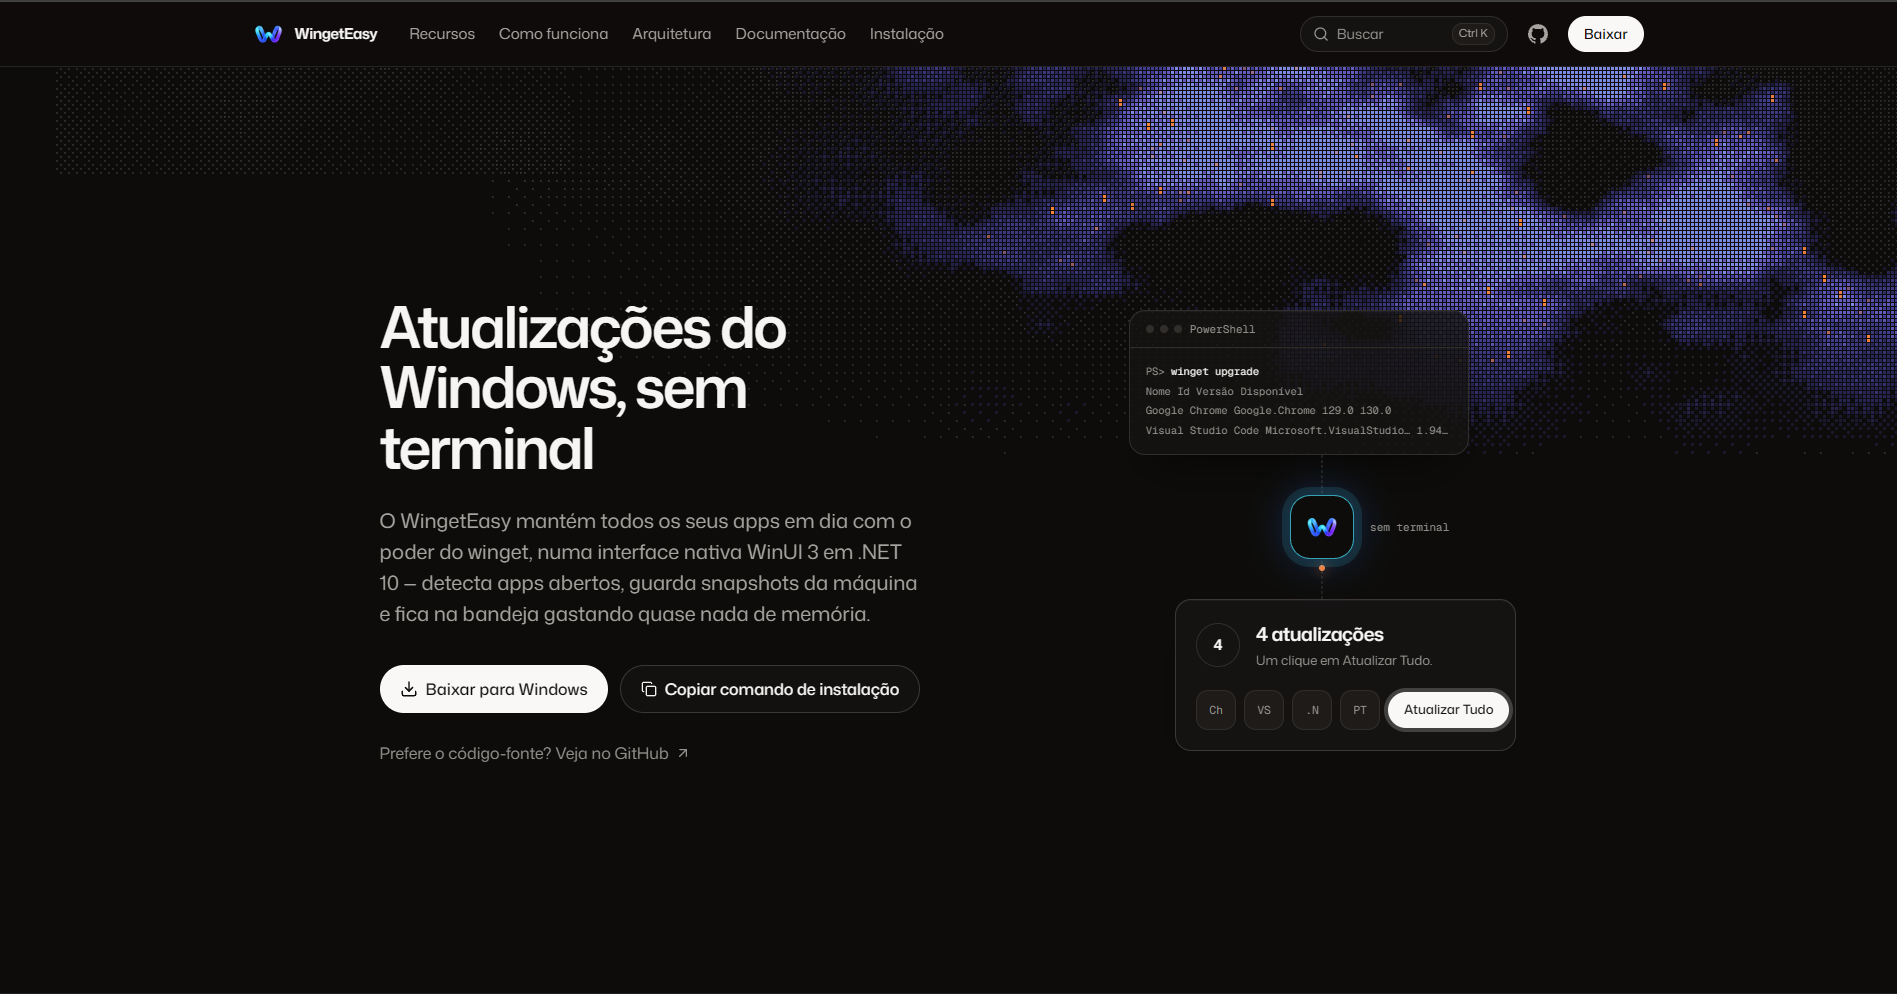 WingetEasy
Recursos
Como funciona
Arquitetura
Documentação
Instalação
Buscar
Ctrl K
Baixar
Atualizações do
Windows, sem
terminal
O WingetEasy mantém todos os seus apps em dia com o
poder do winget, numa interface nativa WinUI 3 em .NET
10 — detecta apps abertos, guarda snapshots da máquina
e fica na bandeja gastando quase nada de memória.
Baixar para Windows
Copiar comando de instalação
Prefere o código-fonte? Veja no GitHub ↗
PowerShell
PS> winget upgrade
Nome Id Versão Disponível
Google Chrome Google.Chrome 129.0 130.0
Visual Studio Code Microsoft.VisualStudio… 1.94…
sem terminal
4
4 atualizações
Um clique em Atualizar Tudo.
Ch
VS
.N
PT
Atualizar Tudo